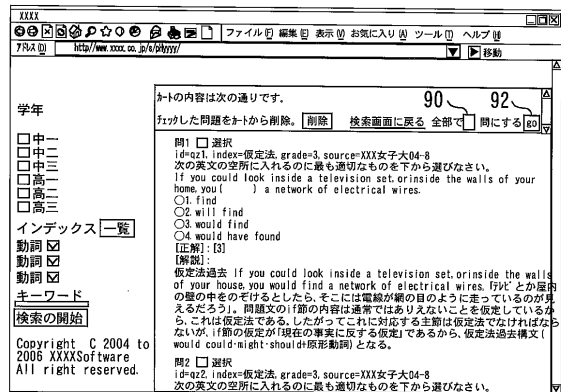 XXXX
ファイル(F) 編集(E) 表示(V) お気に入り(A) ツール(T) ヘルプ(H)
アドレス(D) http//www.xxxx.co.jp/s/phlyyyy/ 移動
カートの内容は次の通りです。
90 92
チェックした問題をカートから削除。 削除 検索画面に戻る 全部で 問にする go
学年
中一
中二
中三
高一
高二
高三
インデックス 一覧
動詞
動詞
動詞
キーワード
検索の開始
Copyright C 2004 to
2006 XXXXSoftware
All right reserved.
問1 選択
id=qz1, index=仮定法, grade=3, source=XXX女子大04-8
次の英文の空所に入れるのに最も適切なものを下から選びなさい。
If you could look inside a television set, orinside the walls of your
home, you ( ) a network of electrical wires.
○1. find
○2. will find
○3. would find
○4. would have found
[正解]: [3]
[解説]:
仮定法過去 If you could look inside a television set, orinside the walls
of your house, you would find a network of electrical wires. 「テレビとか屋内
の壁の中をのぞけるとしたら、そこには電線が網の目のように走っているのが見
えるだろう」。 問題文のif節の内容は通常ではありえないことを仮定しているか
ら、これは仮定法である。したがってこれに対応する主節は仮定法でなければなら
ないが、if節の仮定が「現在の事実に反する仮定」であるから、仮定法過去構文(
would could・might・should+原形動詞)となる。
問2 選択
id=qz2, index=仮定法, grade=3, source=XXX女子大04-8
次の英文の空所に入れるのに最も適切なものを下から選びなさい。